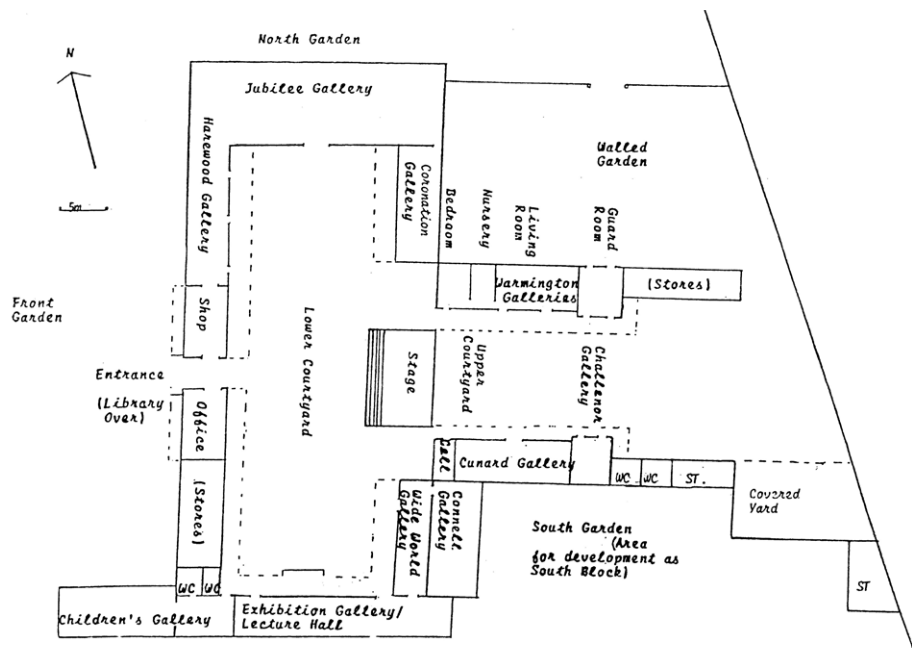 North Garden
N
Jubilee Gallery
Harewood Gallery
Coronation
Gallery
Walled
Garden
5m
Bedroom
Nursery
Living
Room
Guard
Room
Warmington
Galleries
(Stores)
Front
Garden
Shop
Lower Courtyard
Stage
Upper
Courtyard
Challenor
Gallery
Entrance
(Library
Over)
Office
Cell
Cunard Gallery
WC
WC
ST.
Covered
Yard
(Stores)
Wide World
Gallery
Connell
Gallery
South Garden
(Area
for development as
South Block)
ST
WC
WC
Children's Gallery
Exhibition Gallery/
Lecture Hall